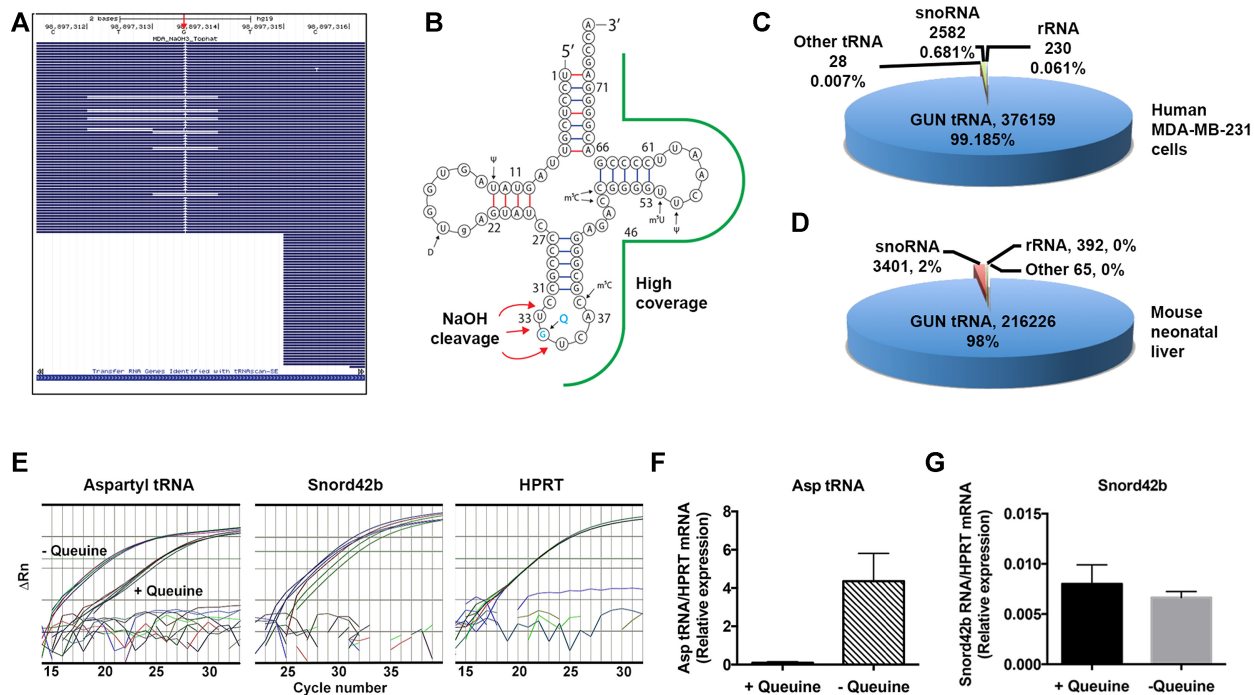 A
2 bases
hg19
98,897,312
98,897,313
98,897,314
98,897,315
98,897,316
C T G T C
MDA_NaOH3_Tophat
Transfer RNA Genes Identified with tRNAscan-SE
B
3′
5′
1
71
66
61
53
46
11
22
27
31
33
37
ψ
D
m⁵C
m⁵U
ψ
m⁵C
Q
G
NaOH
cleavage
High
coverage
C
Other tRNA
28
0.007%
snoRNA
2582
0.681%
rRNA
230
0.061%
GUN tRNA, 376159
99.185%
Human
MDA-MB-231
cells
D
snoRNA
3401, 2%
rRNA, 392, 0%
Other 65, 0%
GUN tRNA, 216226
98%
Mouse
neonatal
liver
E
Aspartyl tRNA
Snord42b
HPRT
- Queuine
+ Queuine
ΔRn
15 20 25 30
25 30 35
15 20 25 30
Cycle number
F
Asp tRNA
Asp tRNA/HPRT mRNA
(Relative expression)
8
6
4
2
0
+ Queuine
- Queuine
G
Snord42b
Snord42b RNA/HPRT mRNA
(Relative expression)
0.015
0.010
0.005
0.000
+ Queuine
-Queuine